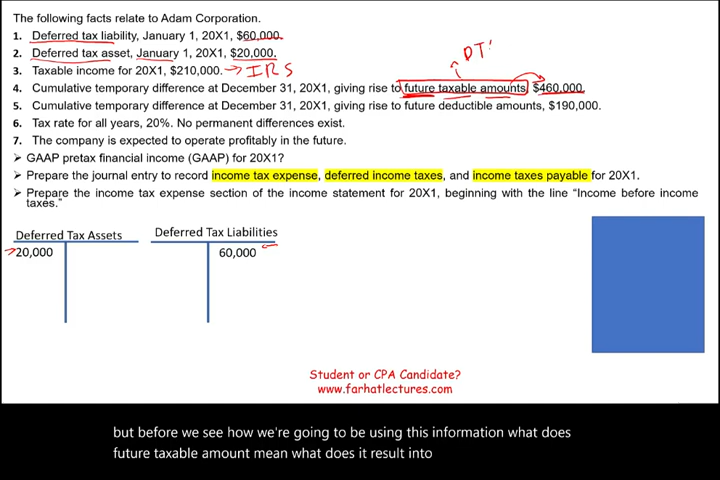 The following facts relate to Adam Corporation.
1. Deferred tax liability, January 1, 20X1, $60,000.
2. Deferred tax asset, January 1, 20X1, $20,000.
3. Taxable income for 20X1, $210,000. → IRS
DT
4. Cumulative temporary difference at December 31, 20X1, giving rise to future taxable amounts, $460,000.
5. Cumulative temporary difference at December 31, 20X1, giving rise to future deductible amounts, $190,000.
6. Tax rate for all years, 20%. No permanent differences exist.
7. The company is expected to operate profitably in the future.
➢ GAAP pretax financial income (GAAP) for 20X1?
➢ Prepare the journal entry to record income tax expense, deferred income taxes, and income taxes payable for 20X1.
➢ Prepare the income tax expense section of the income statement for 20X1, beginning with the line “Income before income
taxes.”
Deferred Tax Assets
20,000
Deferred Tax Liabilities
60,000
Student or CPA Candidate?
www.farhatlectures.com
but before we see how we're going to be using this information what does
future taxable amount mean what does it result into